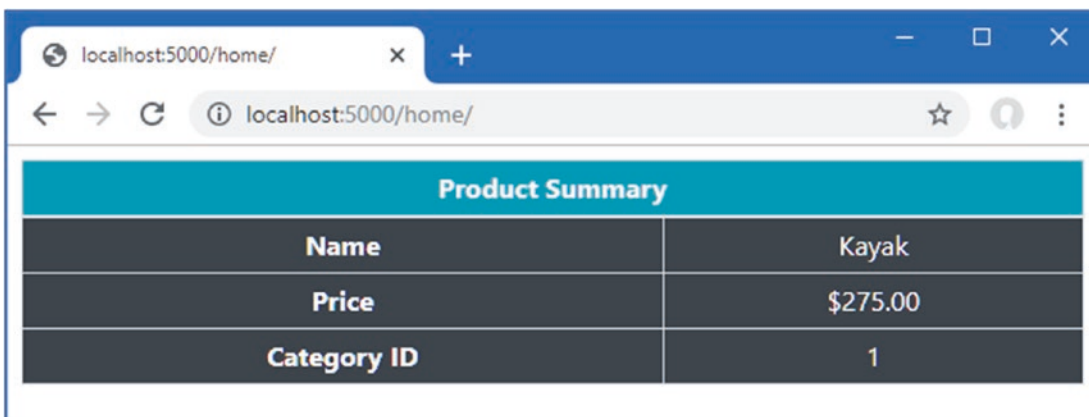 localhost:5000/home/
localhost:5000/home/
Product Summary
Name Kayak
Price $275.00
Category ID 1